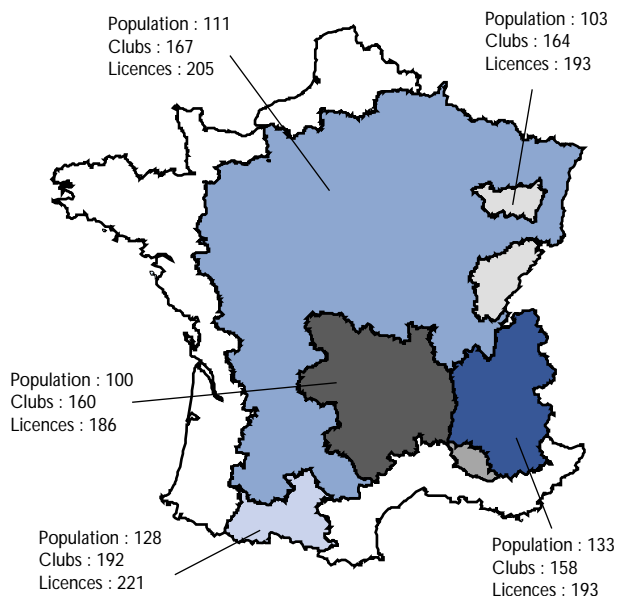 Population : 111
Clubs : 167
Licences : 205
Population : 103
Clubs : 164
Licences : 193
Population : 100
Clubs : 160
Licences : 186
Population : 128
Clubs : 192
Licences : 221
Population : 133
Clubs : 158
Licences : 193